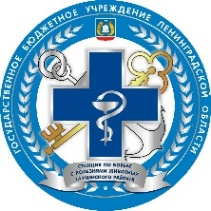 ГОСУДАРСТВЕННОЕ БЮДЖЕТНОЕ УЧРЕЖДЕНИЕ ЛЕНИНГРАДСКОЙ ОБЛАСТИ
СТАНЦИЯ ПО БОРЬБЕ
С БОЛЕЗНЯМИ ЖИВОТНЫХ
РАЙОНА